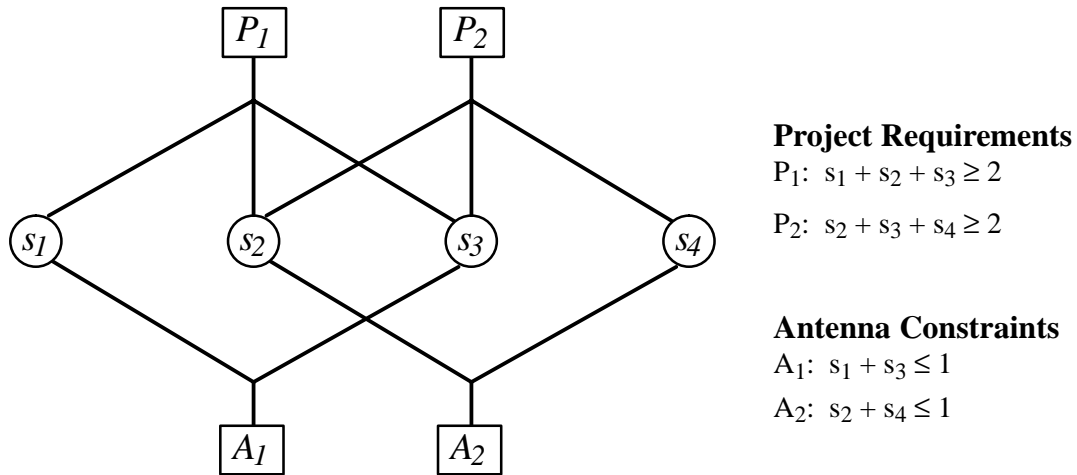 P₁ P₂
s₁ s₂ s₃ s₄
A₁ A₂
Project Requirements
P₁: s₁ + s₂ + s₃ ≥ 2
P₂: s₂ + s₃ + s₄ ≥ 2
Antenna Constraints
A₁: s₁ + s₃ ≤ 1
A₂: s₂ + s₄ ≤ 1